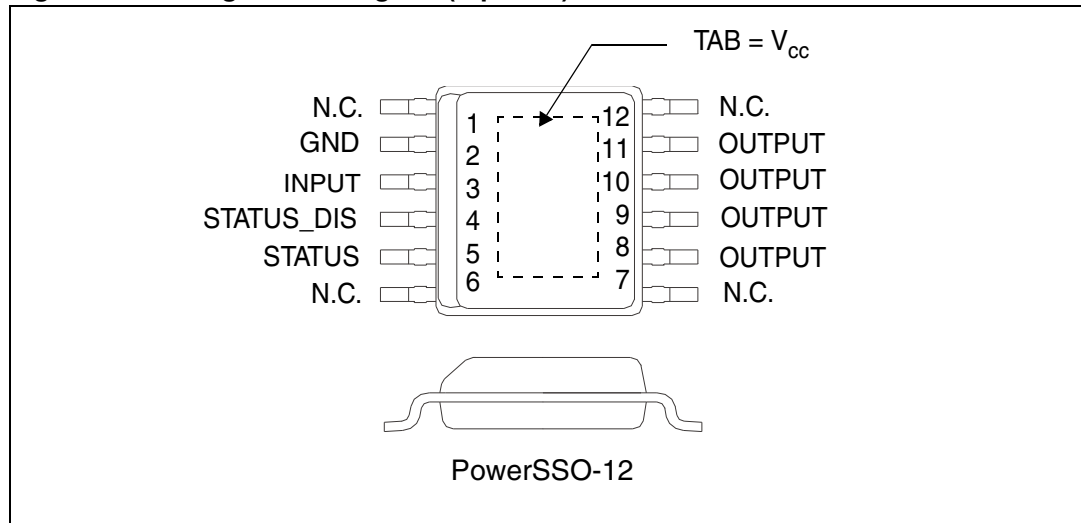 TAB = Vcc
N.C. 1 12 N.C.
GND 2 11 OUTPUT
INPUT 3 10 OUTPUT
STATUS_DIS 4 9 OUTPUT
STATUS 5 8 OUTPUT
N.C. 6 7 N.C.
PowerSSO-12